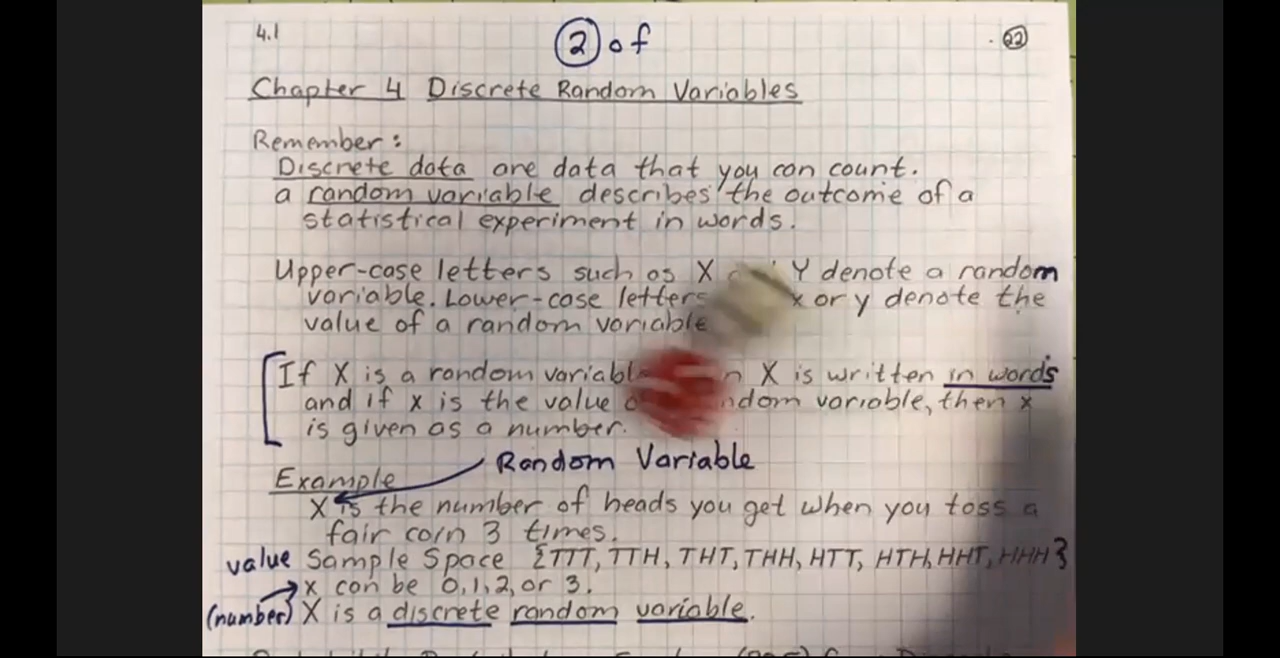 4.1
2 of
22
Chapter 4 Discrete Random Variables
Remember:
Discrete data are data that you can count.
a random variable describes the outcome of a
statistical experiment in words.
Upper-case letters such as X Y denote a random
variable. Lower-case letters x or y denote the
value of a random variable
If X is a random variable X is written in words
and if x is the value random variable, then x
is given as a number.
Random Variable
Example
X is the number of heads you get when you toss a
fair coin 3 times.
value Sample Space {TTT, TTH, THT, THH, HTT, HTH, HHT, HHH}
x can be 0,1,2, or 3.
(number) X is a discrete random variable.